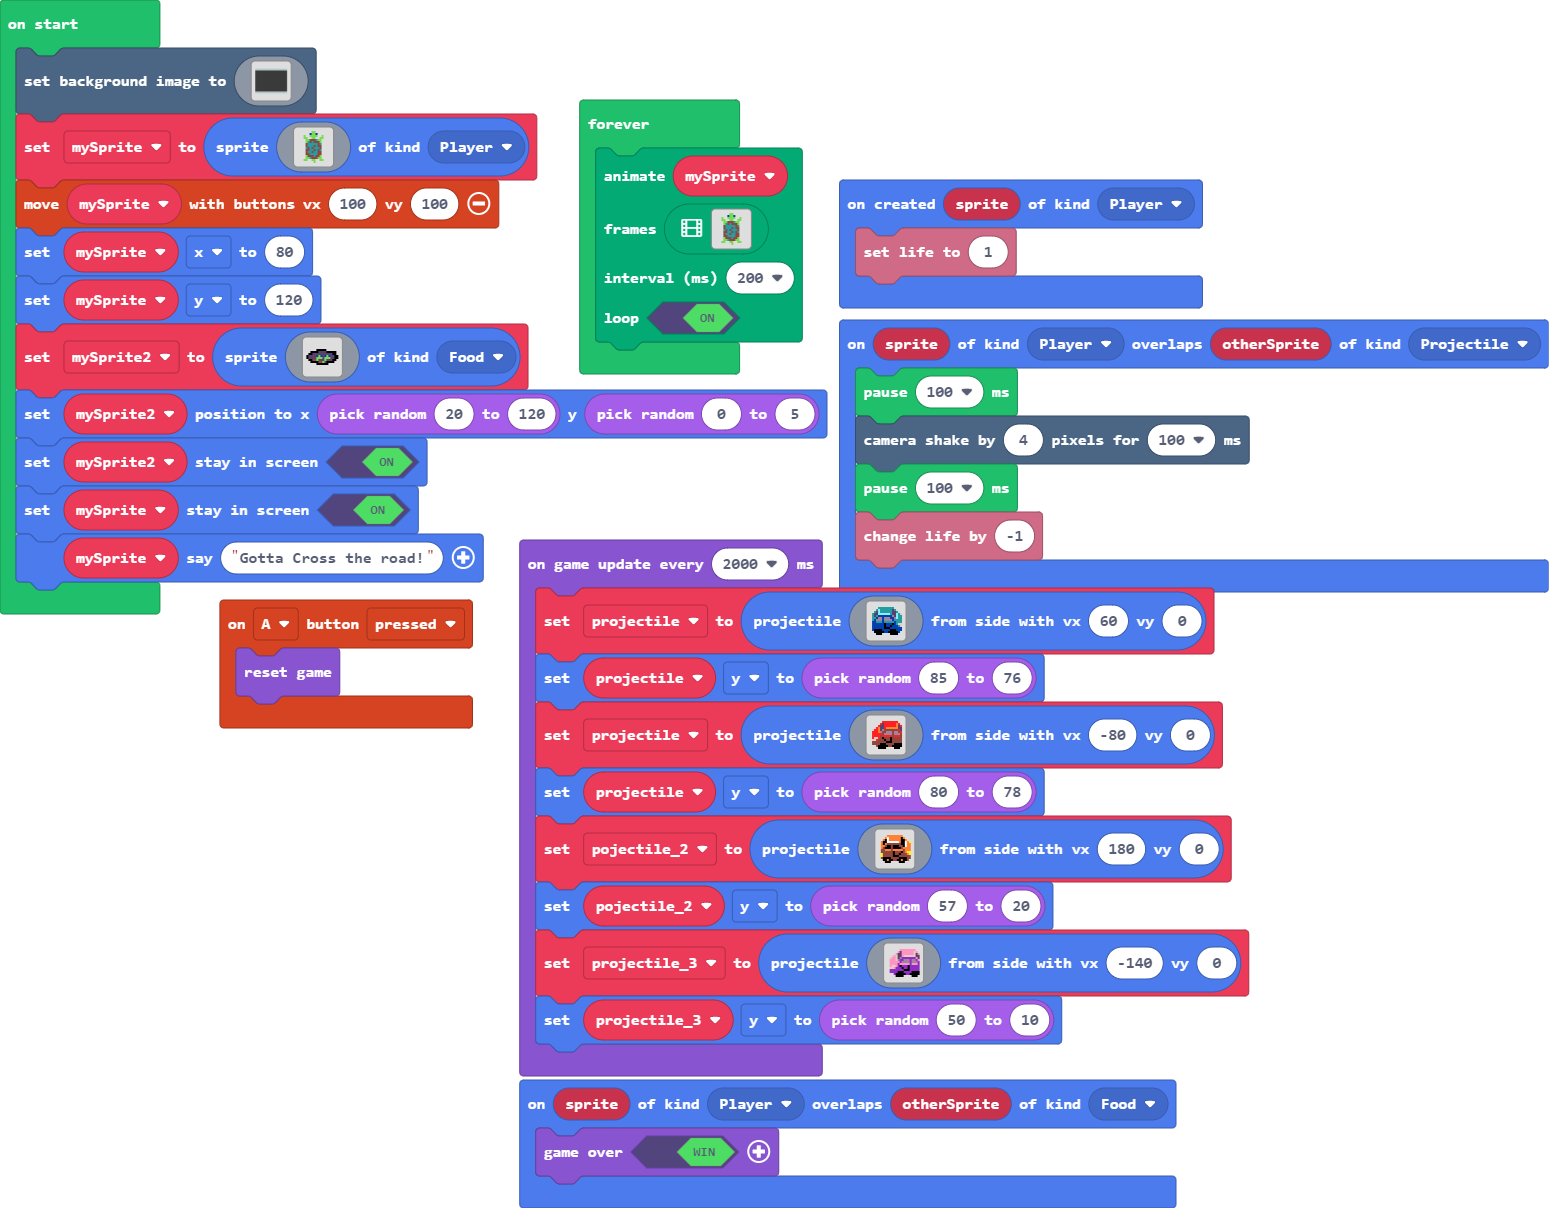 on start
set background image to
set mySprite to sprite of kind Player
move mySprite with buttons vx 100 vy 100
set mySprite x to 80
set mySprite y to 120
set mySprite2 to sprite of kind Food
set mySprite2 position to x pick random 20 to 120 y pick random 0 to 5
set mySprite2 stay in screen ON
set mySprite stay in screen ON
mySprite say "Gotta Cross the road!"
on A button pressed
reset game
forever
animate mySprite
frames
interval (ms) 200
loop ON
on created sprite of kind Player
set life to 1
on sprite of kind Player overlaps otherSprite of kind Projectile
pause 100 ms
camera shake by 4 pixels for 100 ms
pause 100 ms
change life by -1
on game update every 2000 ms
set projectile to projectile from side with vx 60 vy 0
set projectile y to pick random 85 to 76
set projectile to projectile from side with vx -80 vy 0
set projectile y to pick random 80 to 78
set pojectile_2 to projectile from side with vx 180 vy 0
set pojectile_2 y to pick random 57 to 20
set projectile_3 to projectile from side with vx -140 vy 0
set projectile_3 y to pick random 50 to 10
on sprite of kind Player overlaps otherSprite of kind Food
game over WIN